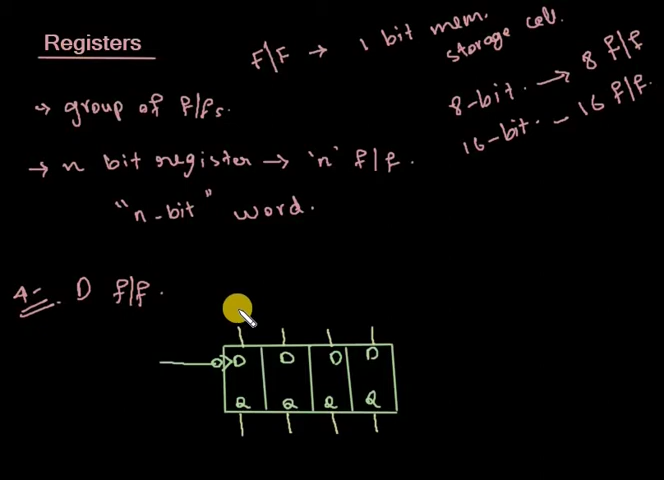 Registers
F/F → 1 bit mem.
storage cell.
→ group of f/fs.
8-bit. → 8 f/f
16-bit. - 16 f/f.
→ n bit register → 'n' f/f.
"n-bit" word.
4-. D f/f.
D D D D
Q Q Q Q